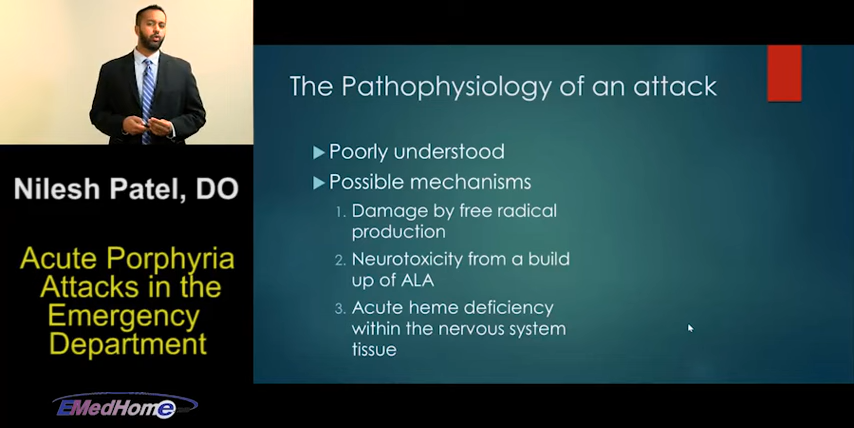 Nilesh Patel, DO
Acute Porphyria
Attacks in the
Emergency
Department
EMedHome
The Pathophysiology of an attack
Poorly understood
Possible mechanisms
1. Damage by free radical
production
2. Neurotoxicity from a build
up of ALA
3. Acute heme deficiency
within the nervous system
tissue